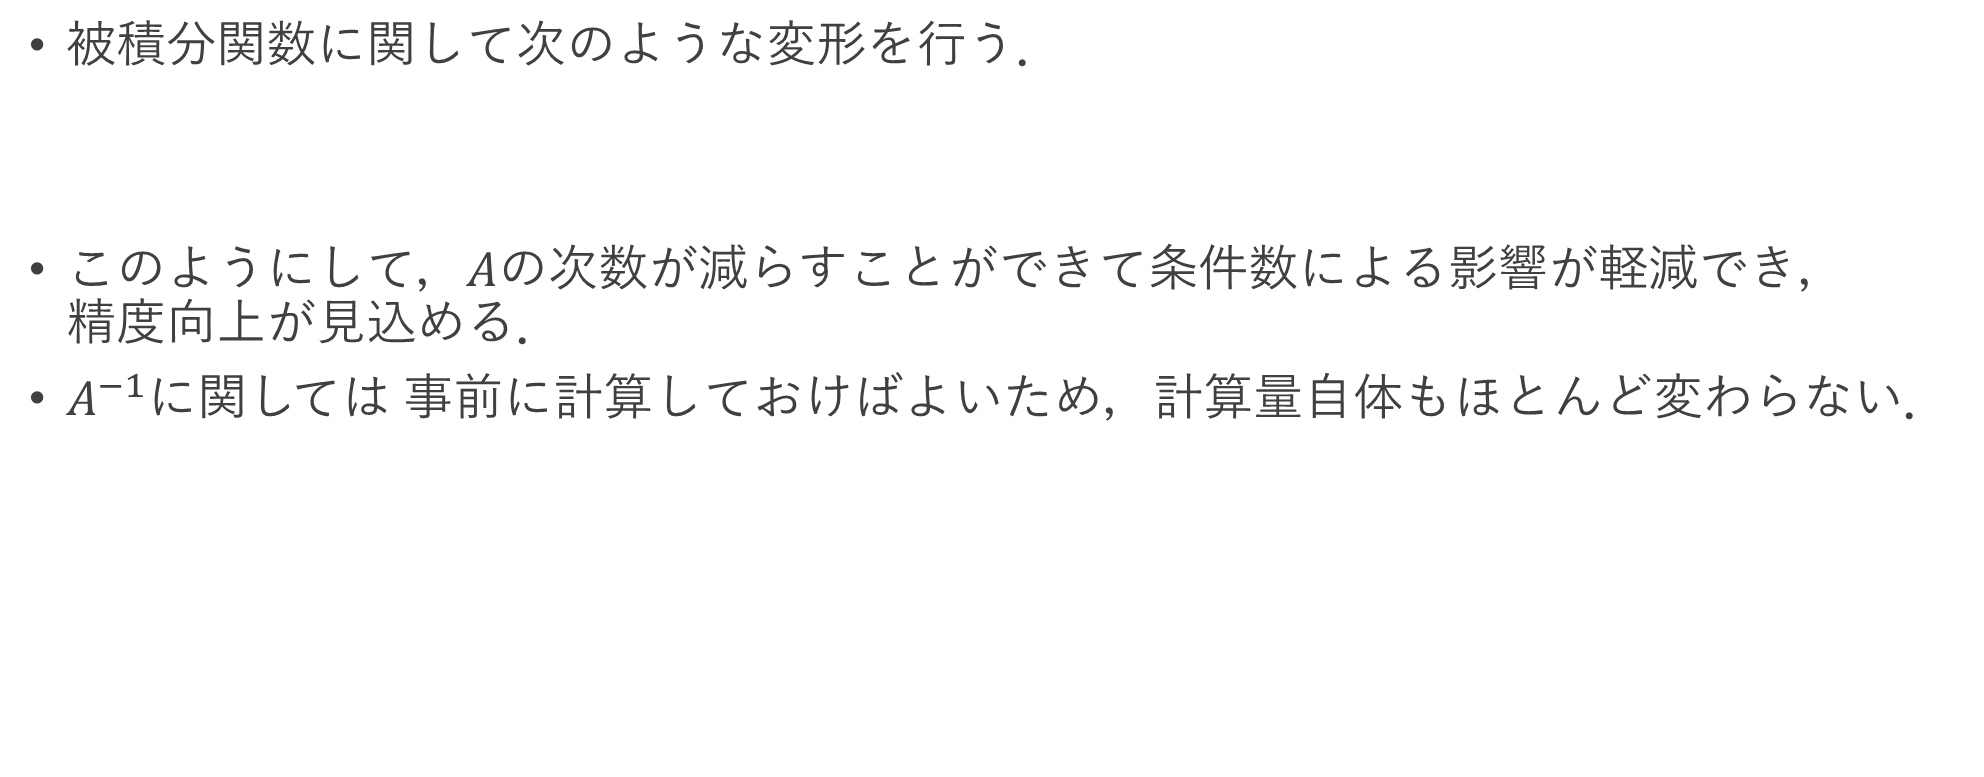 • 被積分関数に関して次のような変形を行う．
• このようにして，Aの次数が減らすことができて条件数による影響が軽減でき，
精度向上が見込める．
• A⁻¹に関しては 事前に計算しておけばよいため，計算量自体もほとんど変わらない．